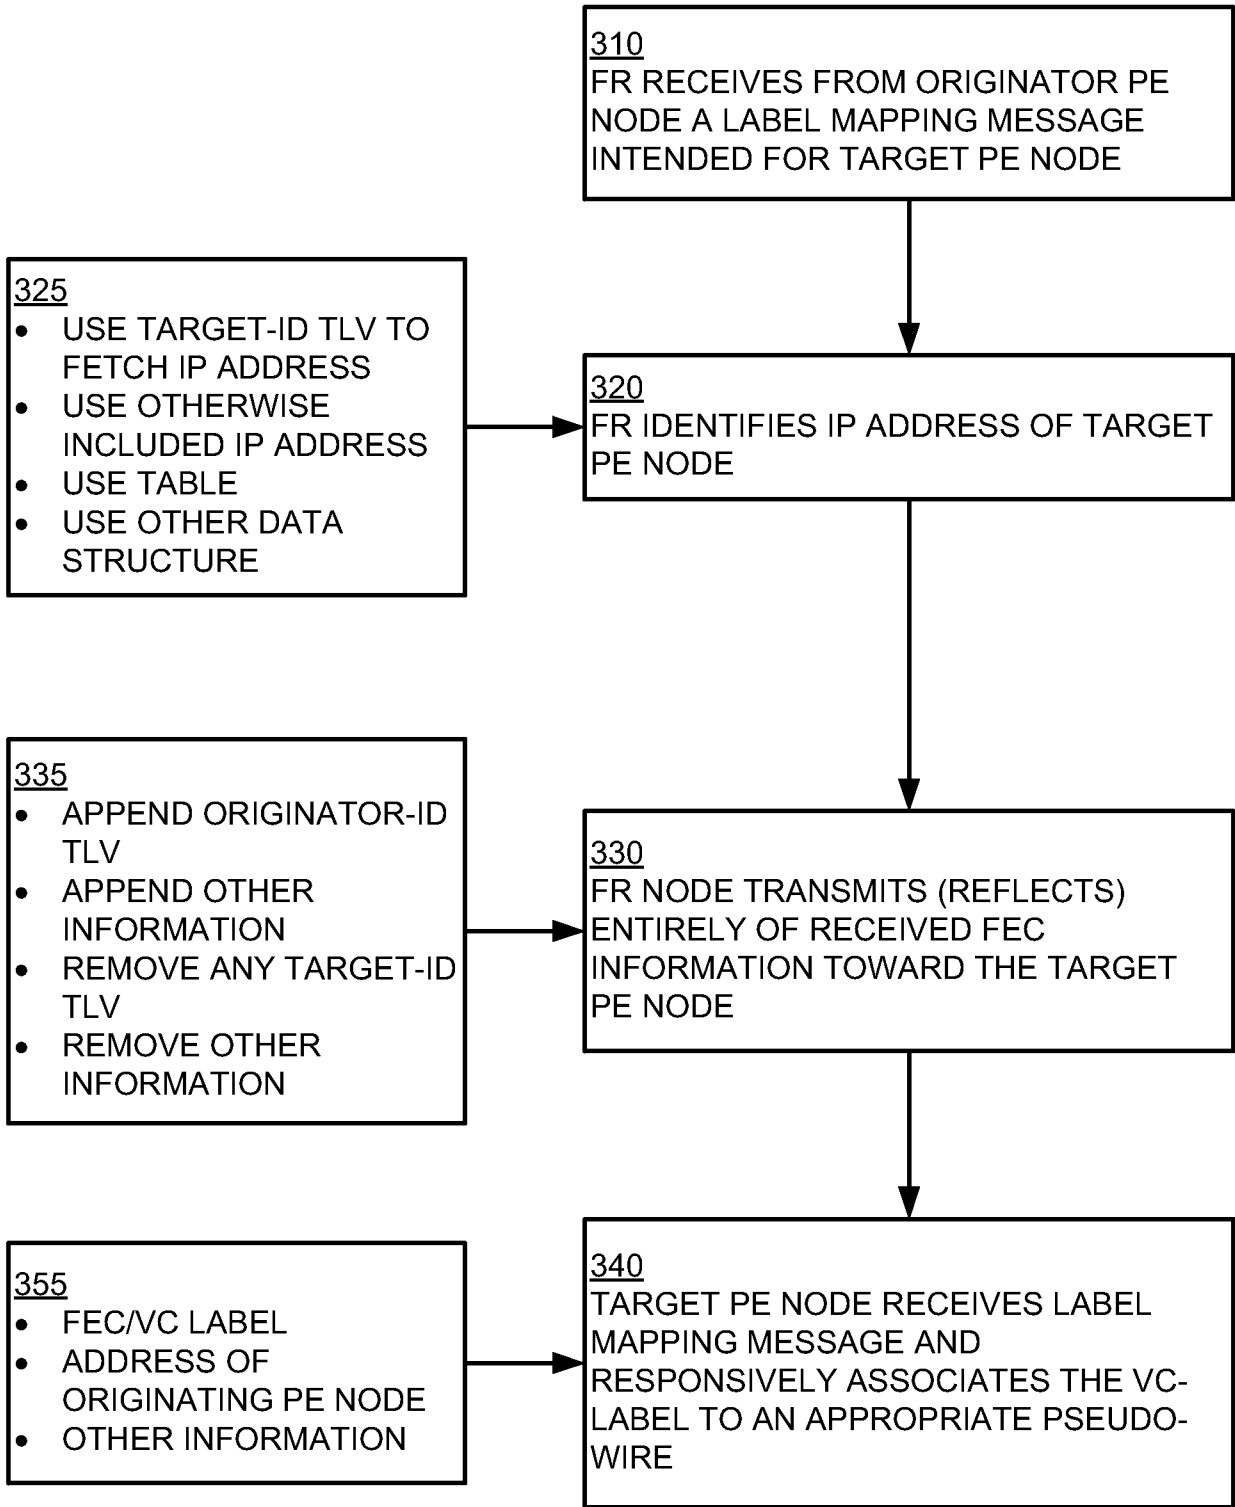 310
FR RECEIVES FROM ORIGINATOR PE
NODE A LABEL MAPPING MESSAGE
INTENDED FOR TARGET PE NODE
325
• USE TARGET-ID TLV TO
FETCH IP ADDRESS
• USE OTHERWISE
INCLUDED IP ADDRESS
• USE TABLE
• USE OTHER DATA
STRUCTURE
320
FR IDENTIFIES IP ADDRESS OF TARGET
PE NODE
335
• APPEND ORIGINATOR-ID
TLV
• APPEND OTHER
INFORMATION
• REMOVE ANY TARGET-ID
TLV
• REMOVE OTHER
INFORMATION
330
FR NODE TRANSMITS (REFLECTS)
ENTIRELY OF RECEIVED FEC
INFORMATION TOWARD THE TARGET
PE NODE
355
• FEC/VC LABEL
• ADDRESS OF
ORIGINATING PE NODE
• OTHER INFORMATION
340
TARGET PE NODE RECEIVES LABEL
MAPPING MESSAGE AND
RESPONSIVELY ASSOCIATES THE VC-
LABEL TO AN APPROPRIATE PSEUDO-
WIRE